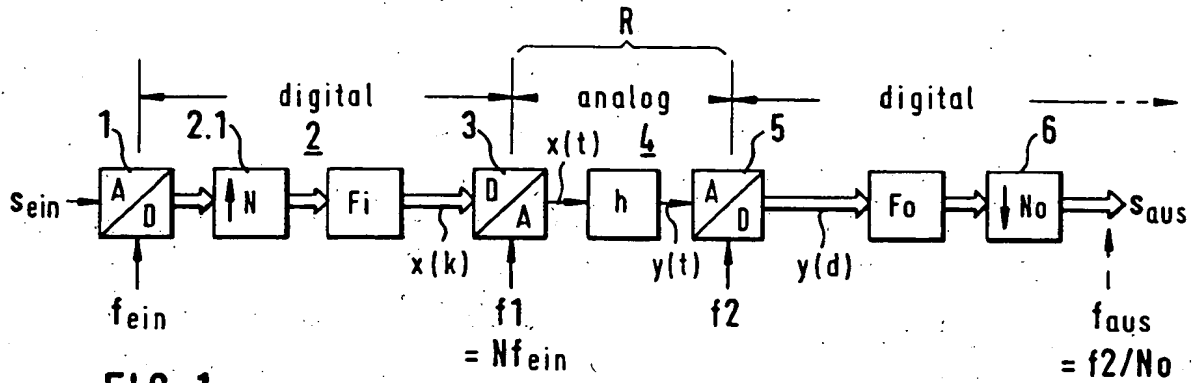 R
digital analog digital
1 2.1 2 3 x(t) 4 5 6
s_ein A/D ↑N Fi D/A h A/D Fo ↓No s_aus
x(k) y(t) y(d)
f_ein f1 f2 f_aus
= Nf_ein = f2/No
FIG. 1